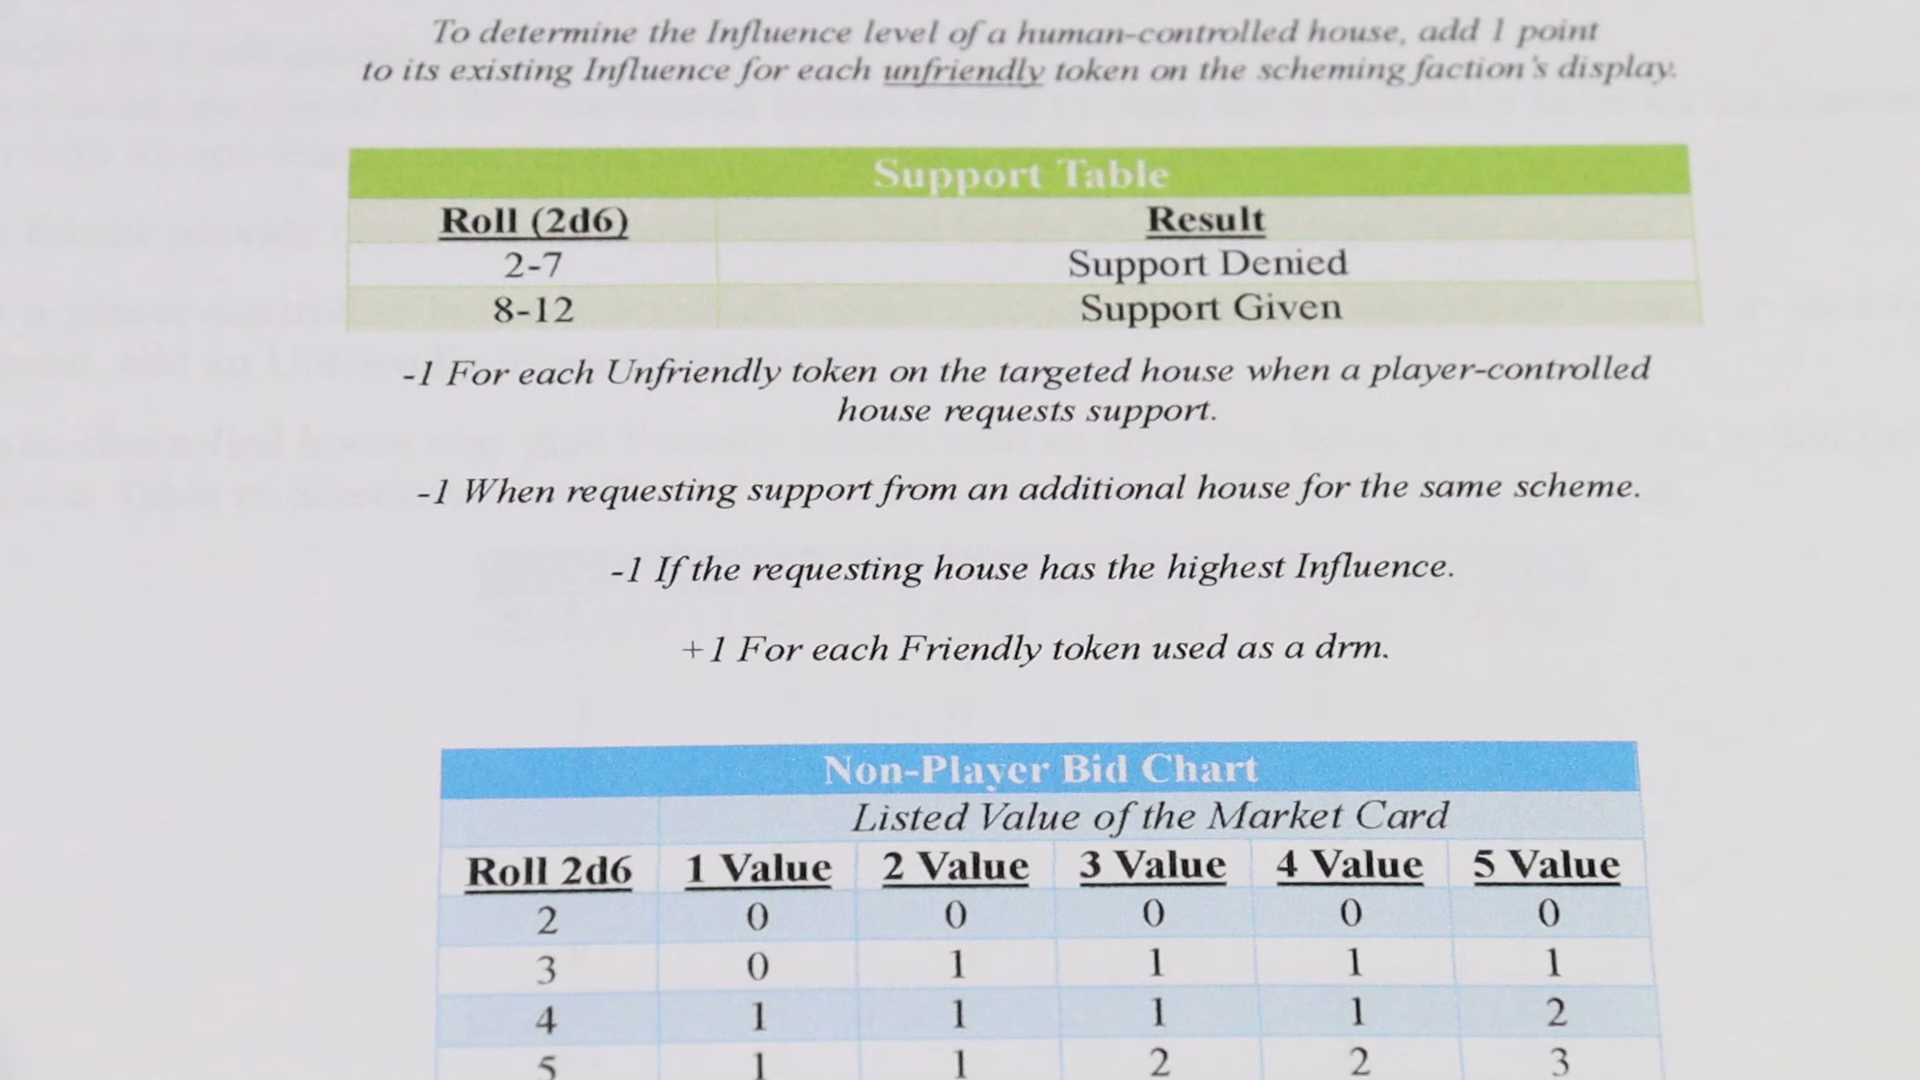 To determine the Influence level of a human-controlled house, add 1 point
to its existing Influence for each unfriendly token on the scheming faction's display.
Support Table
Roll (2d6) Result
2-7 Support Denied
8-12 Support Given
-1 For each Unfriendly token on the targeted house when a player-controlled
house requests support.
-1 When requesting support from an additional house for the same scheme.
-1 If the requesting house has the highest Influence.
+1 For each Friendly token used as a drm.
Non-Player Bid Chart
Listed Value of the Market Card
Roll 2d6 1 Value 2 Value 3 Value 4 Value 5 Value
2 0 0 0 0 0
3 0 1 1 1 1
4 1 1 1 1 2
5 1 1 2 2 3